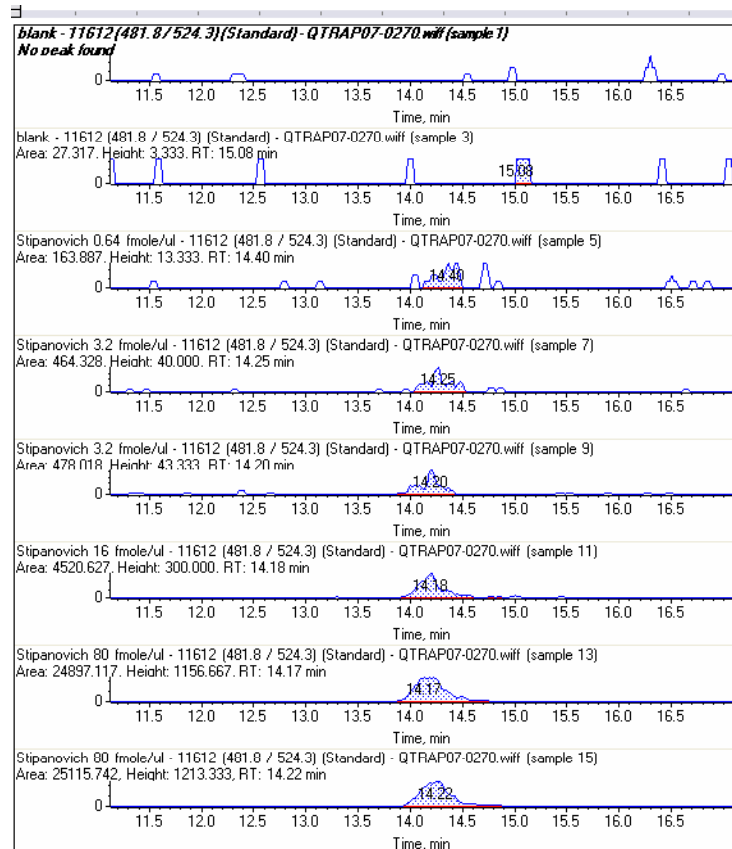 blank - 11612 (481.8 / 524.3) (Standard) - QTRAP07-0270.wiff (sample 1)
No peak found
0
11.5 12.0 12.5 13.0 13.5 14.0 14.5 15.0 15.5 16.0 16.5
Time, min
blank - 11612 (481.8 / 524.3) (Standard) - QTRAP07-0270.wiff (sample 3)
Area: 27.317. Height: 3.333. RT: 15.08 min
15.08
0
11.5 12.0 12.5 13.0 13.5 14.0 14.5 15.0 15.5 16.0 16.5
Time, min
Stipanovich 0.64 fmole/ul - 11612 (481.8 / 524.3) (Standard) - QTRAP07-0270.wiff (sample 5)
Area: 163.887. Height: 13.333. RT: 14.40 min
14.40
0
11.5 12.0 12.5 13.0 13.5 14.0 14.5 15.0 15.5 16.0 16.5
Time, min
Stipanovich 3.2 fmole/ul - 11612 (481.8 / 524.3) (Standard) - QTRAP07-0270.wiff (sample 7)
Area: 464.328. Height: 40.000. RT: 14.25 min
14.25
0
11.5 12.0 12.5 13.0 13.5 14.0 14.5 15.0 15.5 16.0 16.5
Time, min
Stipanovich 3.2 fmole/ul - 11612 (481.8 / 524.3) (Standard) - QTRAP07-0270.wiff (sample 9)
Area: 478.018. Height: 43.333. RT: 14.20 min
14.20
0
11.5 12.0 12.5 13.0 13.5 14.0 14.5 15.0 15.5 16.0 16.5
Time, min
Stipanovich 16 fmole/ul - 11612 (481.8 / 524.3) (Standard) - QTRAP07-0270.wiff (sample 11)
Area: 4520.627. Height: 300.000. RT: 14.18 min
14.18
0
11.5 12.0 12.5 13.0 13.5 14.0 14.5 15.0 15.5 16.0 16.5
Time, min
Stipanovich 80 fmole/ul - 11612 (481.8 / 524.3) (Standard) - QTRAP07-0270.wiff (sample 13)
Area: 24897.117. Height: 1156.667. RT: 14.17 min
14.17
0
11.5 12.0 12.5 13.0 13.5 14.0 14.5 15.0 15.5 16.0 16.5
Time, min
Stipanovich 80 fmole/ul - 11612 (481.8 / 524.3) (Standard) - QTRAP07-0270.wiff (sample 15)
Area: 25115.742, Height: 1213.333, RT: 14.22 min
14.22
0
11.5 12.0 12.5 13.0 13.5 14.0 14.5 15.0 15.5 16.0 16.5
Time, min